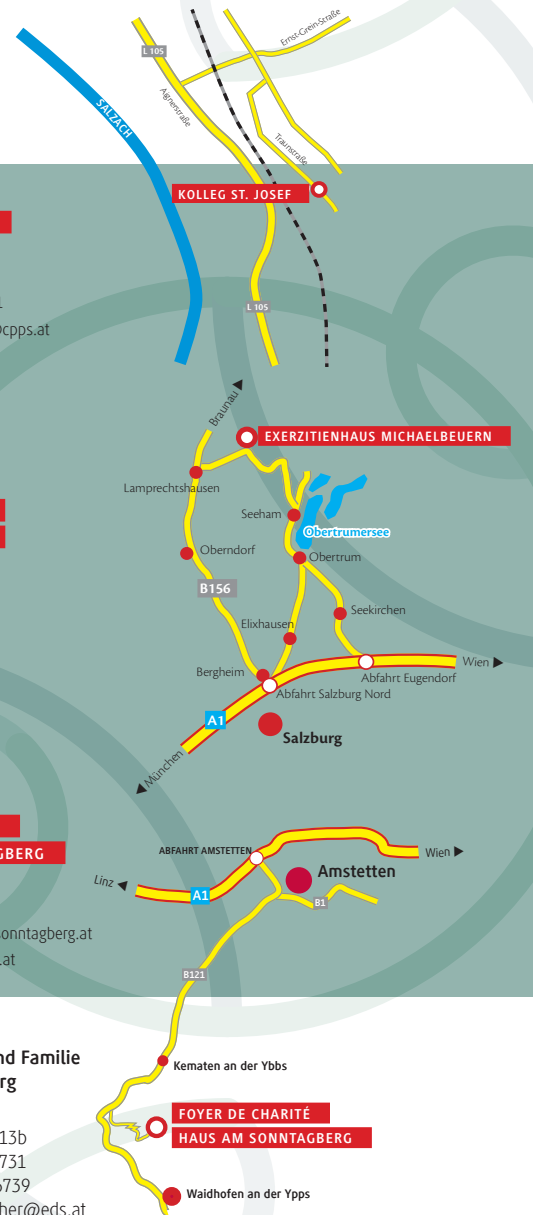 Ernst-Grein-Straße
L 105
Aignerstraße
SALZACH
Traunstraße
KOLLEG ST. JOSEF
L 105
cpps.at
Braunau
EXERZITIENHAUS MICHAELBEUERN
Lamprechtshausen
Seeham
Obertrumersee
Oberndorf
Obertrum
B156
Seekirchen
Elixhausen
Bergheim
Wien
Abfahrt Eugendorf
Abfahrt Salzburg Nord
A1
Salzburg
München
GBERG
ABFAHRT AMSTETTEN
Wien
Amstetten
Linz
A1
B1
onntagberg.at
.at
B121
nd Familie
rg
Kematen an der Ybbs
FOYER DE CHARITÉ
HAUS AM SONNTAGBERG
13b
731
6739
her@eds.at
Waidhofen an der Ypps